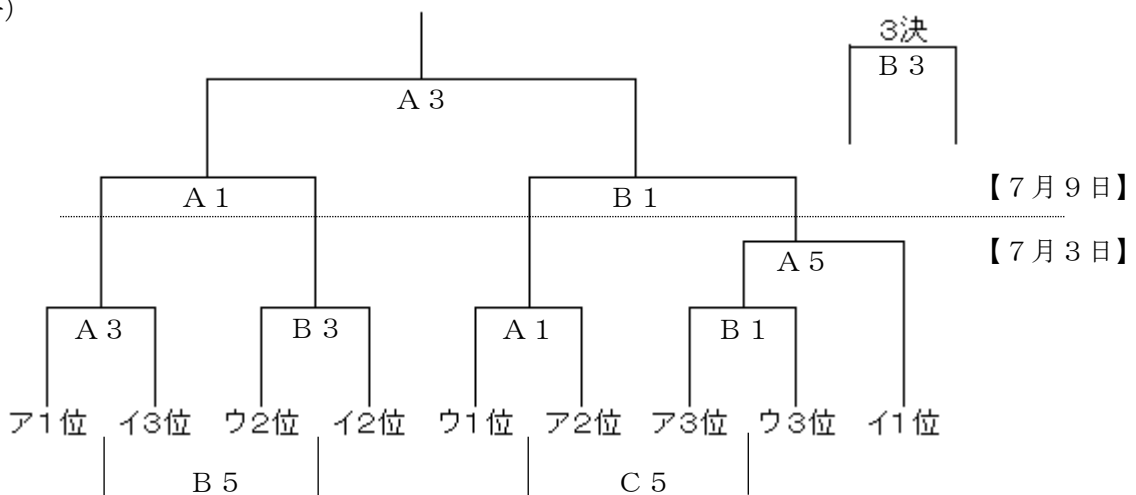 3決
B 3
A 3
A 1
B 1
【7月9日】
【7月3日】
A 5
A 3
B 3
A 1
B 1
ア1位 イ3位 ウ2位 イ2位 ウ1位 ア2位 ア3位 ウ3位 イ1位
B 5
C 5